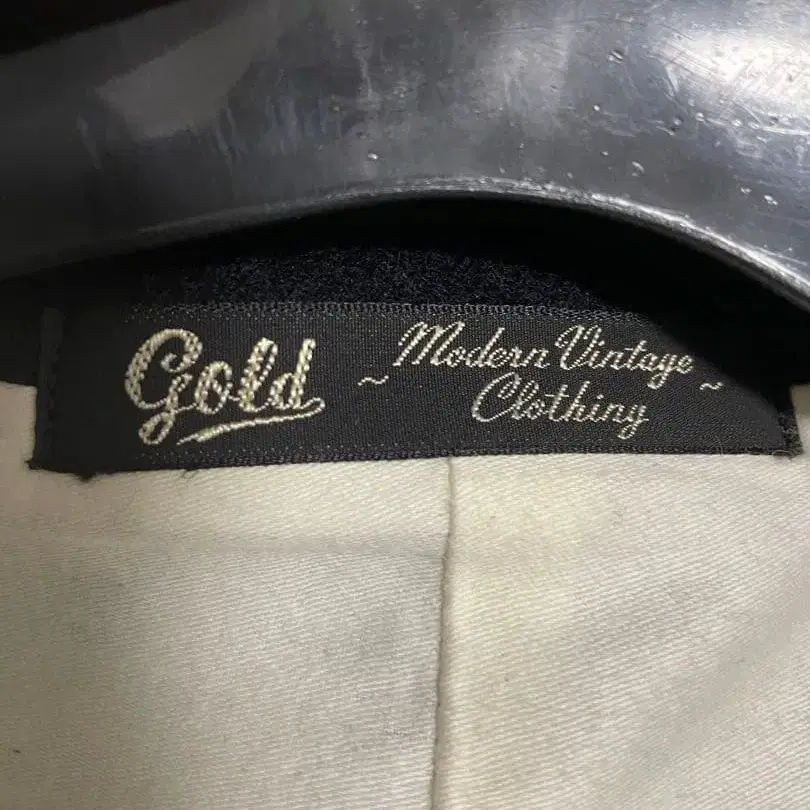 Gold
~ Modern Vintage ~
Clothing